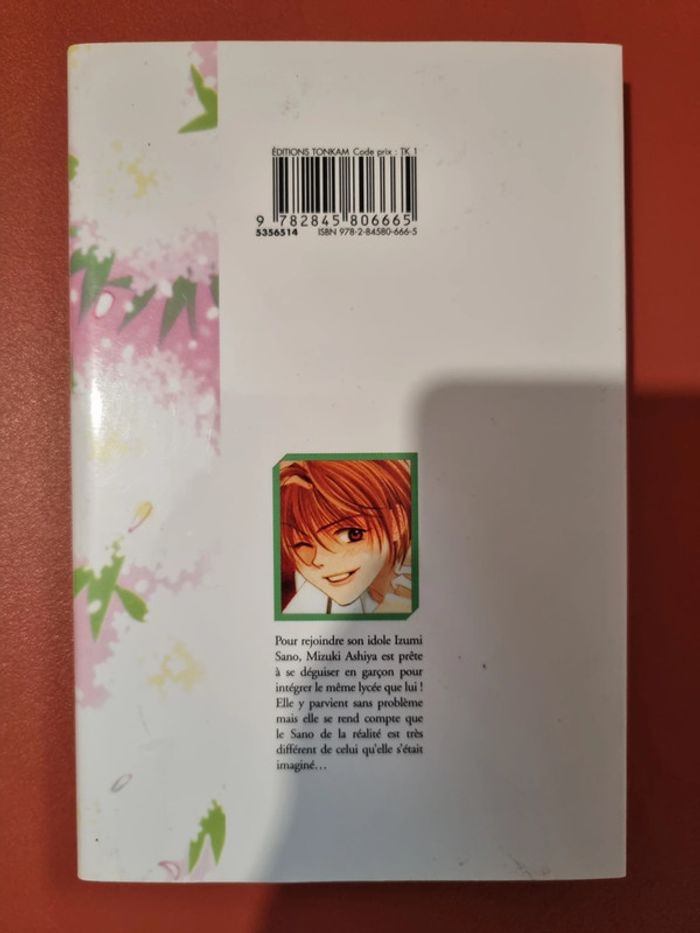 ÉDITIONS TONKAM Code prix : TK 1
9 782845 806665
5356514 ISBN 978-2-84580-666-5
Pour rejoindre son idole Izumi
Sano, Mizuki Ashiya est prête
à se déguiser en garçon pour
intégrer le même lycée que lui !
Elle y parvient sans problème
mais elle se rend compte que
le Sano de la réalité est très
différent de celui qu'elle s'était
imaginé…